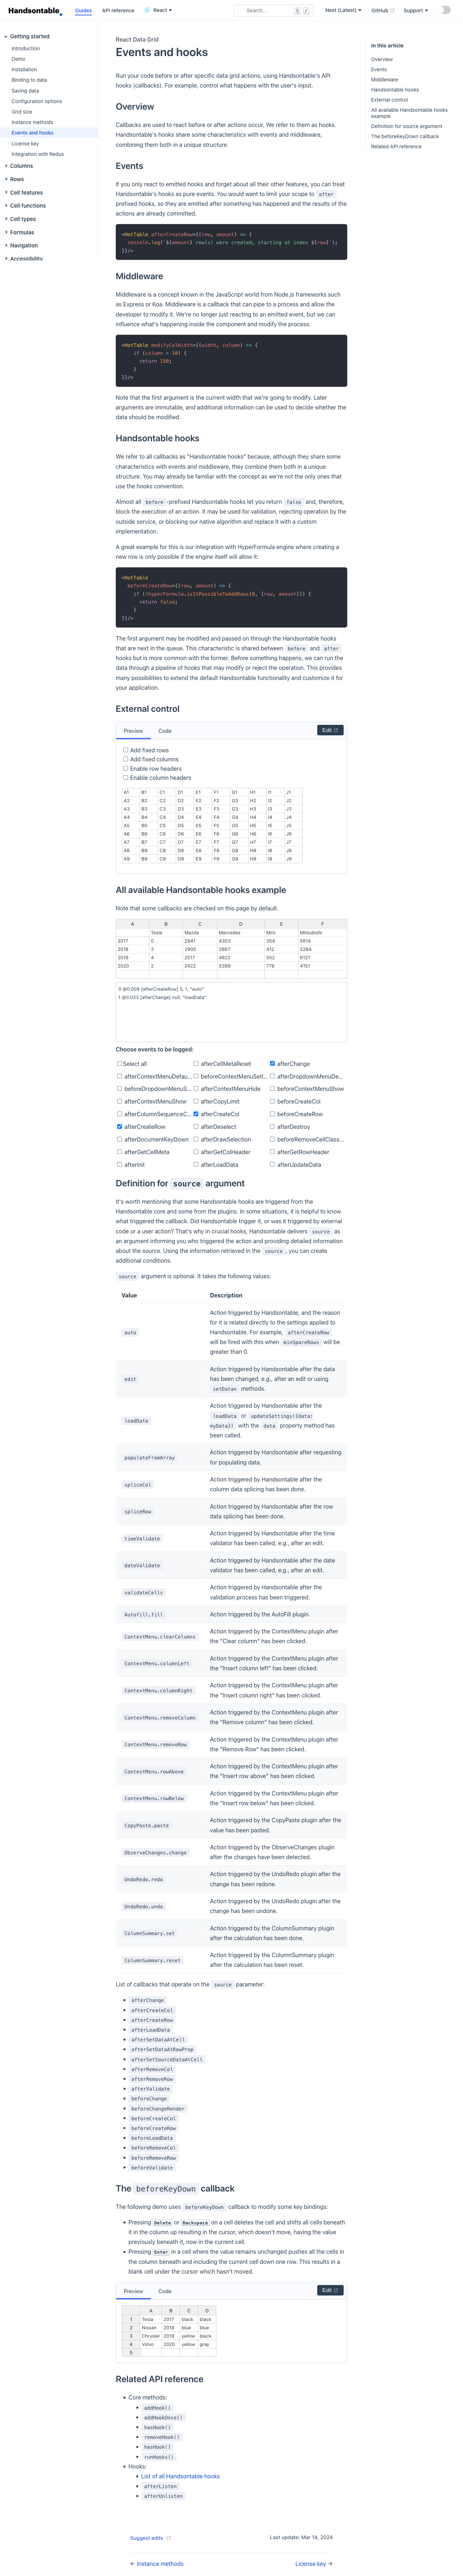 Handsontable
Guides
API reference
React ▾
Search...
S
/
Next (Latest) ▾
GitHub
Support ▾
Getting started
Introduction
Demo
Installation
Binding to data
Saving data
Configuration options
Grid size
Instance methods
Events and hooks
License key
Integration with Redux
Columns
Rows
Cell features
Cell functions
Cell types
Formulas
Navigation
Accessibility
In this article
Overview
Events
Middleware
Handsontable hooks
External control
All available Handsontable hooks
example
Definition for source argument
The beforeKeyDown callback
Related API reference
React Data Grid
Events and hooks
Run your code before or after specific data grid actions, using Handsontable's API
hooks (callbacks). For example, control what happens with the user's input.
Overview
Callbacks are used to react before or after actions occur. We refer to them as hooks.
Handsontable's hooks share some characteristics with events and middleware,
combining them both in a unique structure.
Events
If you only react to emitted hooks and forget about all their other features, you can treat
Handsontable's hooks as pure events. You would want to limit your scope to after
prefixed hooks, so they are emitted after something has happened and the results of the
actions are already committed.
<HotTable afterCreateRow={(row, amount) => {
console.log(`${amount} row(s) were created, starting at index ${row}`);
}}/>
Middleware
Middleware is a concept known in the JavaScript world from Node.js frameworks such
as Express or Koa. Middleware is a callback that can pipe to a process and allow the
developer to modify it. We're no longer just reacting to an emitted event, but we can
influence what's happening inside the component and modify the process.
<HotTable modifyColWidth={(width, column) => {
if (column > 10) {
return 150;
}
}}/>
Note that the first argument is the current width that we're going to modify. Later
arguments are immutable, and additional information can be used to decide whether the
data should be modified.
Handsontable hooks
We refer to all callbacks as "Handsontable hooks" because, although they share some
characteristics with events and middleware, they combine them both in a unique
structure. You may already be familiar with the concept as we're not the only ones that
use the hooks convention.
Almost all before -prefixed Handsontable hooks let you return false and, therefore,
block the execution of an action. It may be used for validation, rejecting operation by the
outside service, or blocking our native algorithm and replace it with a custom
implementation.
A great example for this is our integration with HyperFormula engine where creating a
new row is only possible if the engine itself will allow it:
<HotTable
beforeCreateRow={(row, amount) => {
if (!hyperFormula.isItPossibleToAddRows(0, [row, amount])) {
return false;
}
}}/>
The first argument may be modified and passed on through the Handsontable hooks
that are next in the queue. This characteristic is shared between before and after
hooks but is more common with the former. Before something happens, we can run the
data through a pipeline of hooks that may modify or reject the operation. This provides
many possibilities to extend the default Handsontable functionality and customize it for
your application.
External control
Preview
Code
Edit
Add fixed rows
Add fixed columns
Enable row headers
Enable column headers
A1 B1 C1 D1 E1 F1 G1 H1 I1 J1
A2 B2 C2 D2 E2 F2 G2 H2 I2 J2
A3 B3 C3 D3 E3 F3 G3 H3 I3 J3
A4 B4 C4 D4 E4 F4 G4 H4 I4 J4
A5 B5 C5 D5 E5 F5 G5 H5 I5 J5
A6 B6 C6 D6 E6 F6 G6 H6 I6 J6
A7 B7 C7 D7 E7 F7 G7 H7 I7 J7
A8 B8 C8 D8 E8 F8 G8 H8 I8 J8
A9 B9 C9 D9 E9 F9 G9 H9 I9 J9
All available Handsontable hooks example
Note that some callbacks are checked on this page by default.
A B C D E F
Tesla Mazda Mercedes Mini Mitsubishi
2017 0 2941 4303 354 5814
2018 3 2905 2867 412 5284
2019 4 2517 4822 552 6127
2020 2 2422 5399 776 4151
0 @0.009 [afterCreateRow] 5, 1, "auto"
1 @0.033 [afterChange] null, "loadData"
Choose events to be logged:
Select all afterCellMetaReset afterChange
afterContextMenuDefau... beforeContextMenuSetI... afterDropdownMenuDe...
beforeDropdownMenuS... afterContextMenuHide beforeContextMenuShow
afterContextMenuShow afterCopyLimit beforeCreateCol
afterColumnSequenceC... afterCreateCol beforeCreateRow
afterCreateRow afterDeselect afterDestroy
afterDocumentKeyDown afterDrawSelection beforeRemoveCellClass...
afterGetCellMeta afterGetColHeader afterGetRowHeader
afterInit afterLoadData afterUpdateData
Definition for source argument
It's worth mentioning that some Handsontable hooks are triggered from the
Handsontable core and some from the plugins. In some situations, it is helpful to know
what triggered the callback. Did Handsontable trigger it, or was it triggered by external
code or a user action? That's why in crucial hooks, Handsontable delivers source as
an argument informing you who triggered the action and providing detailed information
about the source. Using the information retrieved in the source , you can create
additional conditions.
source argument is optional. It takes the following values:
Value Description
auto
Action triggered by Handsontable, and the reason
for it is related directly to the settings applied to
Handsontable. For example, afterCreateRow
will be fired with this when minSpareRows will be
greater than 0.
edit
Action triggered by Handsontable after the data
has been changed, e.g., after an edit or using
setData* methods.
loadData
Action triggered by Handsontable after the
loadData or updateSettings({data:
myData}) with the data property method has
been called.
populateFromArray
Action triggered by Handsontable after requesting
for populating data.
spliceCol
Action triggered by Handsontable after the
column data splicing has been done.
spliceRow
Action triggered by Handsontable after the row
data splicing has been done.
timeValidate
Action triggered by Handsontable after the time
validator has been called, e.g., after an edit.
dateValidate
Action triggered by Handsontable after the date
validator has been called, e.g., after an edit.
validateCells
Action triggered by Handsontable after the
validation process has been triggered.
Autofill.fill
Action triggered by the AutoFill plugin.
ContextMenu.clearColumns
Action triggered by the ContextMenu plugin after
the "Clear column" has been clicked.
ContextMenu.columnLeft
Action triggered by the ContextMenu plugin after
the "Insert column left" has been clicked.
ContextMenu.columnRight
Action triggered by the ContextMenu plugin after
the "Insert column right" has been clicked.
ContextMenu.removeColumn
Action triggered by the ContextMenu plugin after
the "Remove column" has been clicked.
ContextMenu.removeRow
Action triggered by the ContextMenu plugin after
the "Remove Row" has been clicked.
ContextMenu.rowAbove
Action triggered by the ContextMenu plugin after
the "Insert row above" has been clicked.
ContextMenu.rowBelow
Action triggered by the ContextMenu plugin after
the "Insert row below" has been clicked.
CopyPaste.paste
Action triggered by the CopyPaste plugin after the
value has been pasted.
ObserveChanges.change
Action triggered by the ObserveChanges plugin
after the changes have been detected.
UndoRedo.redo
Action triggered by the UndoRedo plugin after the
change has been redone.
UndoRedo.undo
Action triggered by the UndoRedo plugin after the
change has been undone.
ColumnSummary.set
Action triggered by the ColumnSummary plugin
after the calculation has been done.
ColumnSummary.reset
Action triggered by the ColumnSummary plugin
after the calculation has been reset.
List of callbacks that operate on the source parameter:
afterChange
afterCreateCol
afterCreateRow
afterLoadData
afterSetDataAtCell
afterSetDataAtRowProp
afterSetSourceDataAtCell
afterRemoveCol
afterRemoveRow
afterValidate
beforeChange
beforeChangeRender
beforeCreateCol
beforeCreateRow
beforeLoadData
beforeRemoveCol
beforeRemoveRow
beforeValidate
The beforeKeyDown callback
The following demo uses beforeKeyDown callback to modify some key bindings:
Pressing Delete or Backspace on a cell deletes the cell and shifts all cells beneath
it in the column up resulting in the cursor, which doesn't move, having the value
previously beneath it, now in the current cell.
Pressing Enter in a cell where the value remains unchanged pushes all the cells in
the column beneath and including the current cell down one row. This results in a
blank cell under the cursor which hasn't moved.
Preview
Code
Edit
A B C D
1 Tesla 2017 black black
2 Nissan 2018 blue blue
3 Chrysler 2019 yellow black
4 Volvo 2020 yellow gray
5
Related API reference
Core methods:
addHook()
addHookOnce()
hasHook()
removeHook()
hasHook()
runHooks()
Hooks:
List of all Handsontable hooks
afterListen
afterUnlisten
Suggest edits
Last update: Mar 14, 2024
← Instance methods
License key →